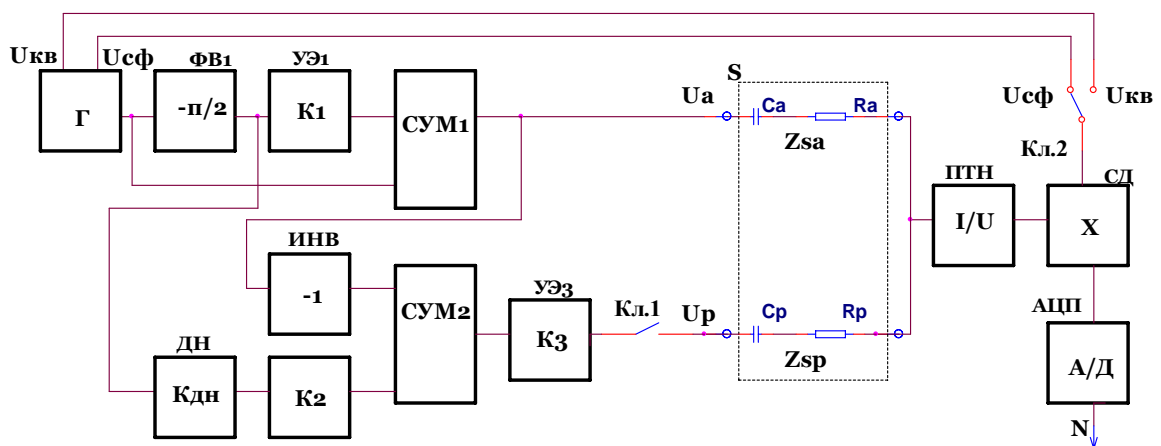 Uкв
Uсф
ФВ1
УЭ1
Г
-π/2
К1
СУМ1
Ua
S
Ca
Ra
Zsa
Uсф
Uкв
Кл.2
ПТН
СД
I/U
X
ИНВ
-1
СУМ2
УЭ3
К3
Кл.1
Up
Cp
Rp
Zsp
АЦП
А/Д
N
ДН
Кдн
К2